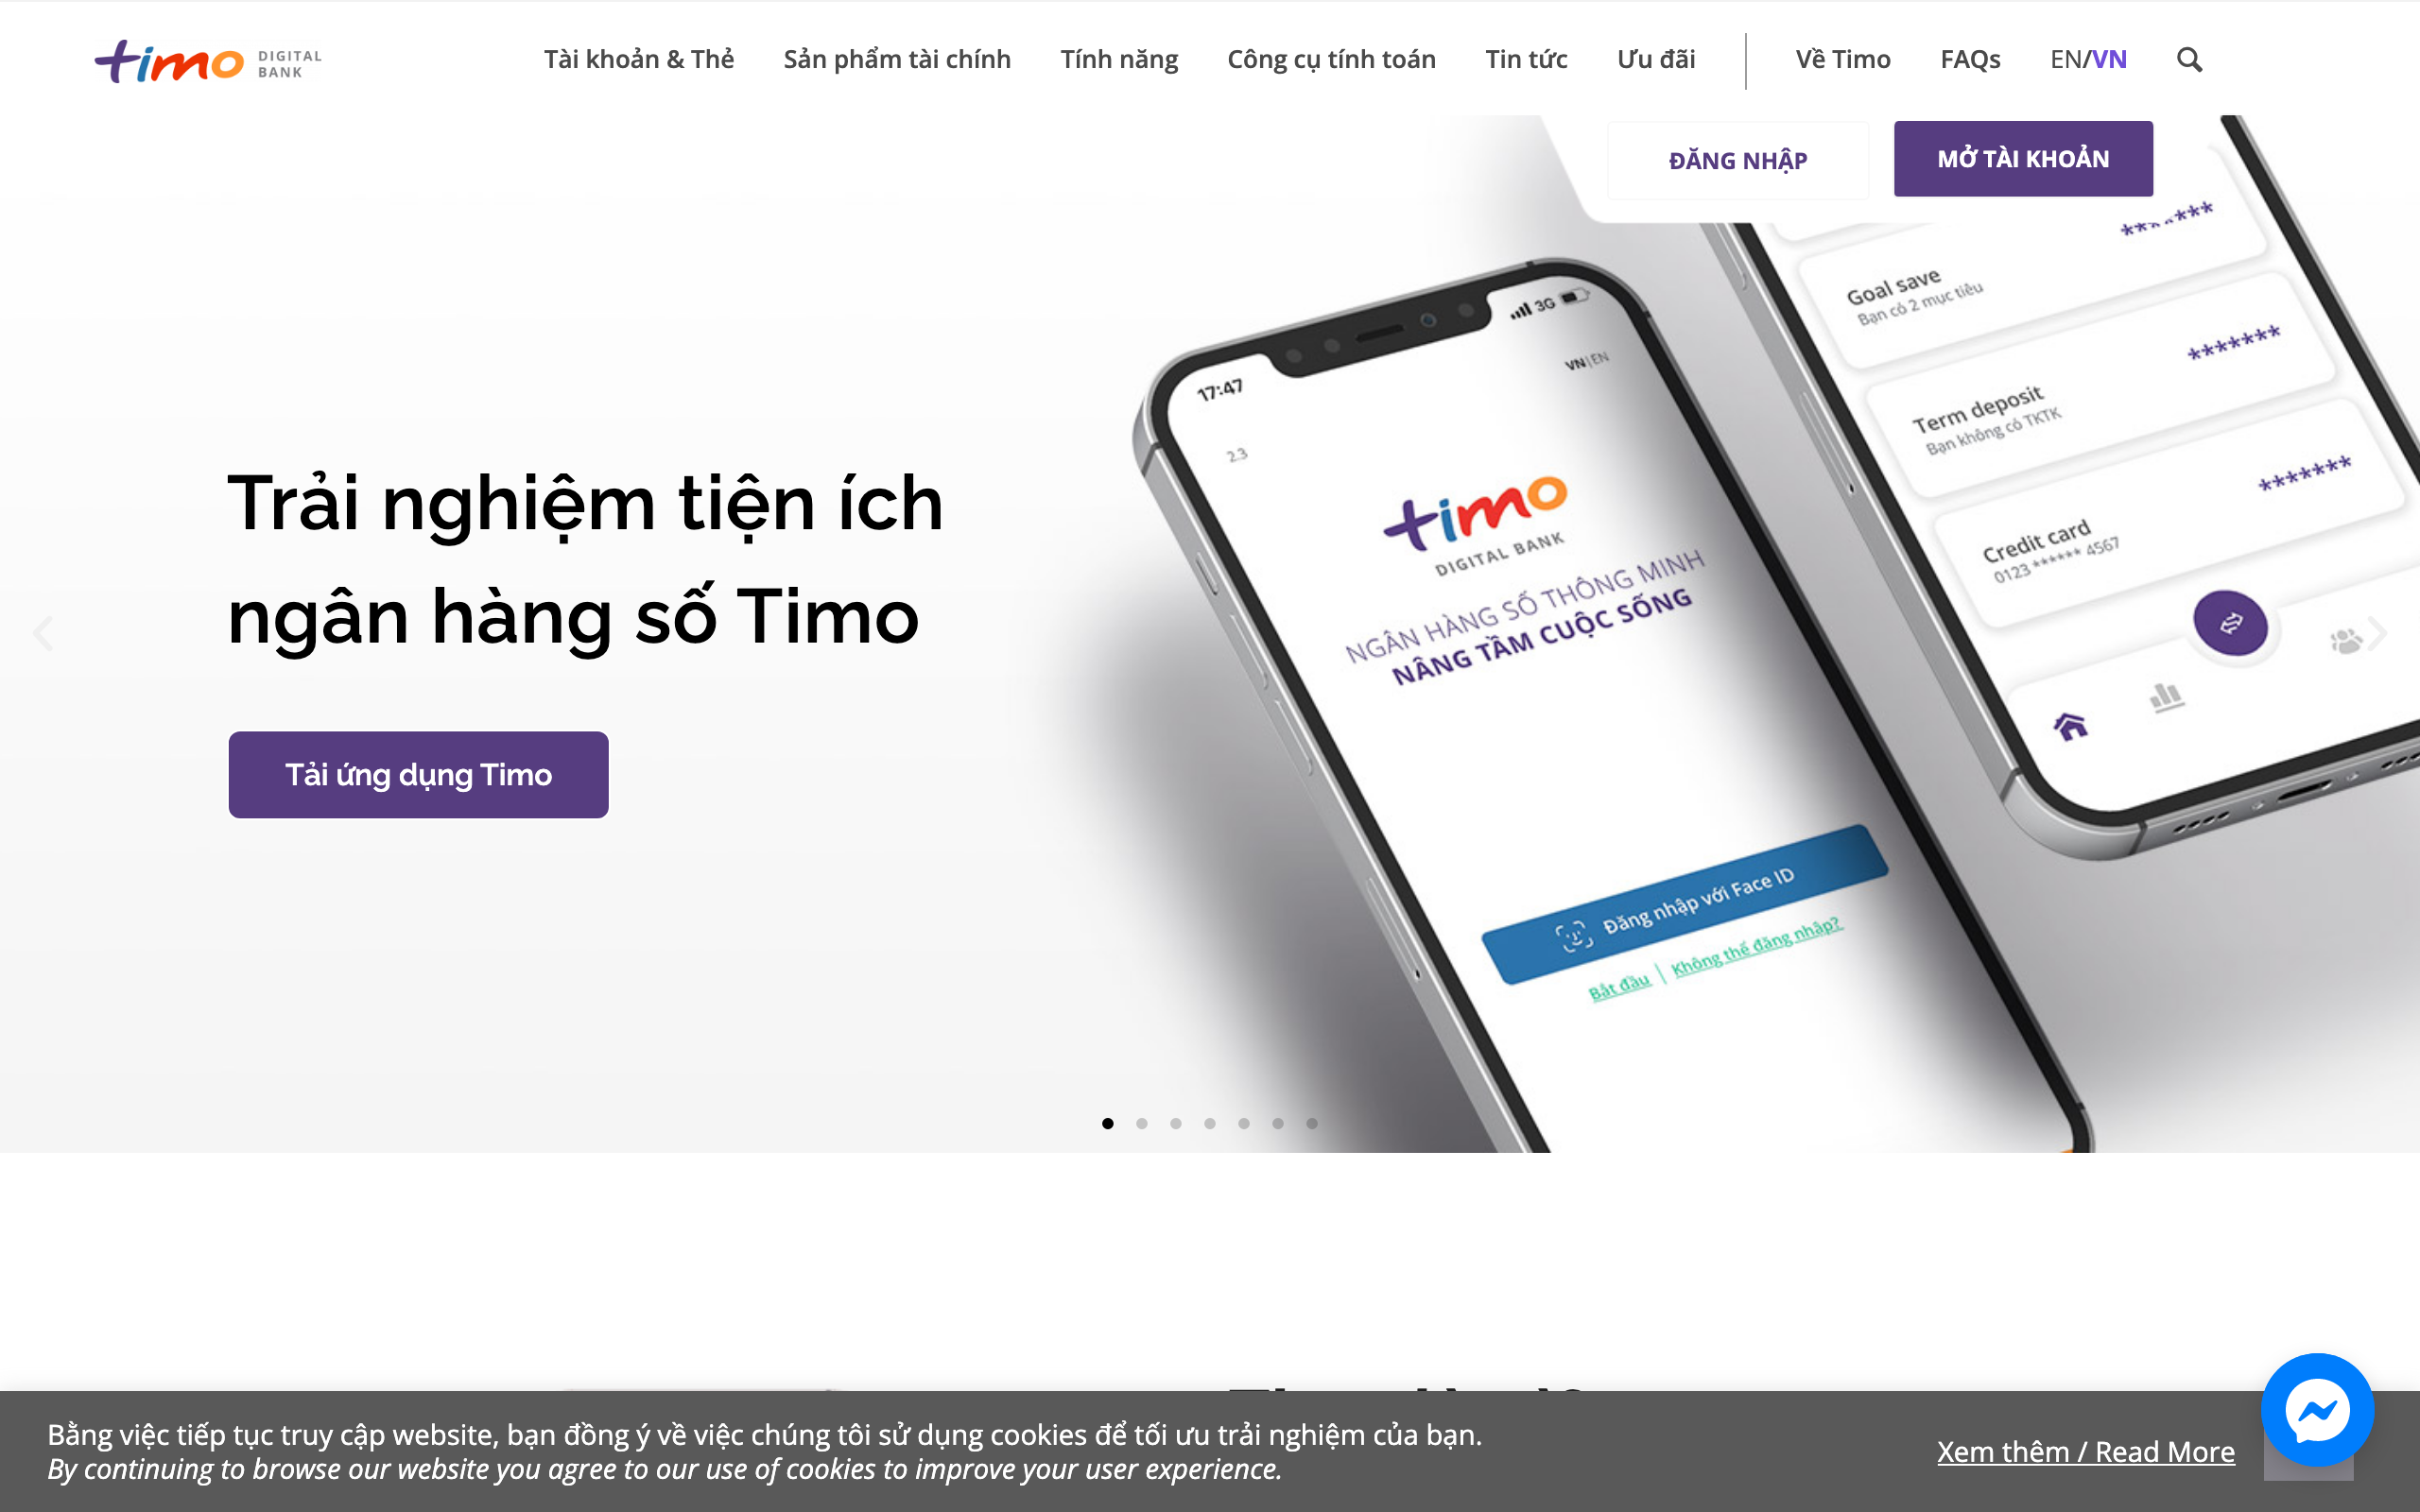 timo DIGITAL BANK
Tài khoản & Thẻ
Sản phẩm tài chính
Tính năng
Công cụ tính toán
Tin tức
Ưu đãi
Về Timo
FAQs
EN/VN
ĐĂNG NHẬP
MỞ TÀI KHOẢN
Trải nghiệm tiện ích
ngân hàng số Timo
Tải ứng dụng Timo
17:47
3G
VN|EN
2.3
timo
DIGITAL BANK
NGÂN HÀNG SỐ THÔNG MINH
NÂNG TẦM CUỘC SỐNG
Đăng nhập với Face ID
Bắt đầu | Không thể đăng nhập?
*******
Goal save
Bạn có 2 mục tiêu
*******
Term deposit
Bạn không có TKTK
*******
Credit card
0123 ****** 4567
Bằng việc tiếp tục truy cập website, bạn đồng ý về việc chúng tôi sử dụng cookies để tối ưu trải nghiệm của bạn.
By continuing to browse our website you agree to our use of cookies to improve your user experience.
Xem thêm / Read More